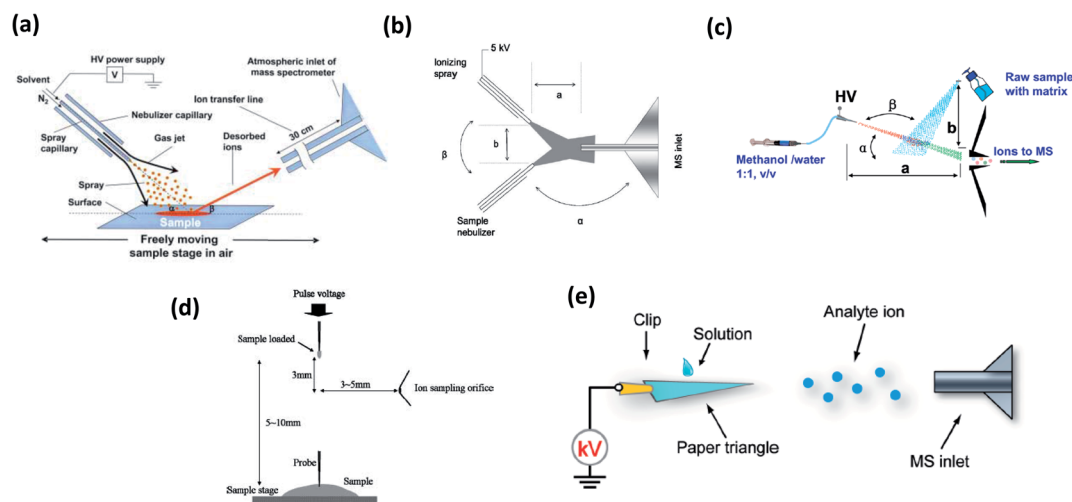 (a)
HV power supply
V
Solvent
N2
Nebulizer capillary
Spray
capillary
Gas jet
Spray
Surface
α
β
Sample
Freely moving
sample stage in air
Ion transfer line
30 cm
Desorbed
ions
Atmospheric inlet of
mass spectrometer
(b)
5 kV
Ionizing
spray
a
b
β
α
Sample
nebulizer
MS inlet
(c)
HV
β
α
a
b
Methanol /water
1:1, v/v
Raw sample
with matrix
Ions to MS
(d)
Pulse voltage
Sample loaded
3mm
3~5mm
Ion sampling orifice
5~10mm
Probe
Sample stage
Sample
(e)
Clip
Solution
Paper triangle
kV
Analyte ion
MS inlet